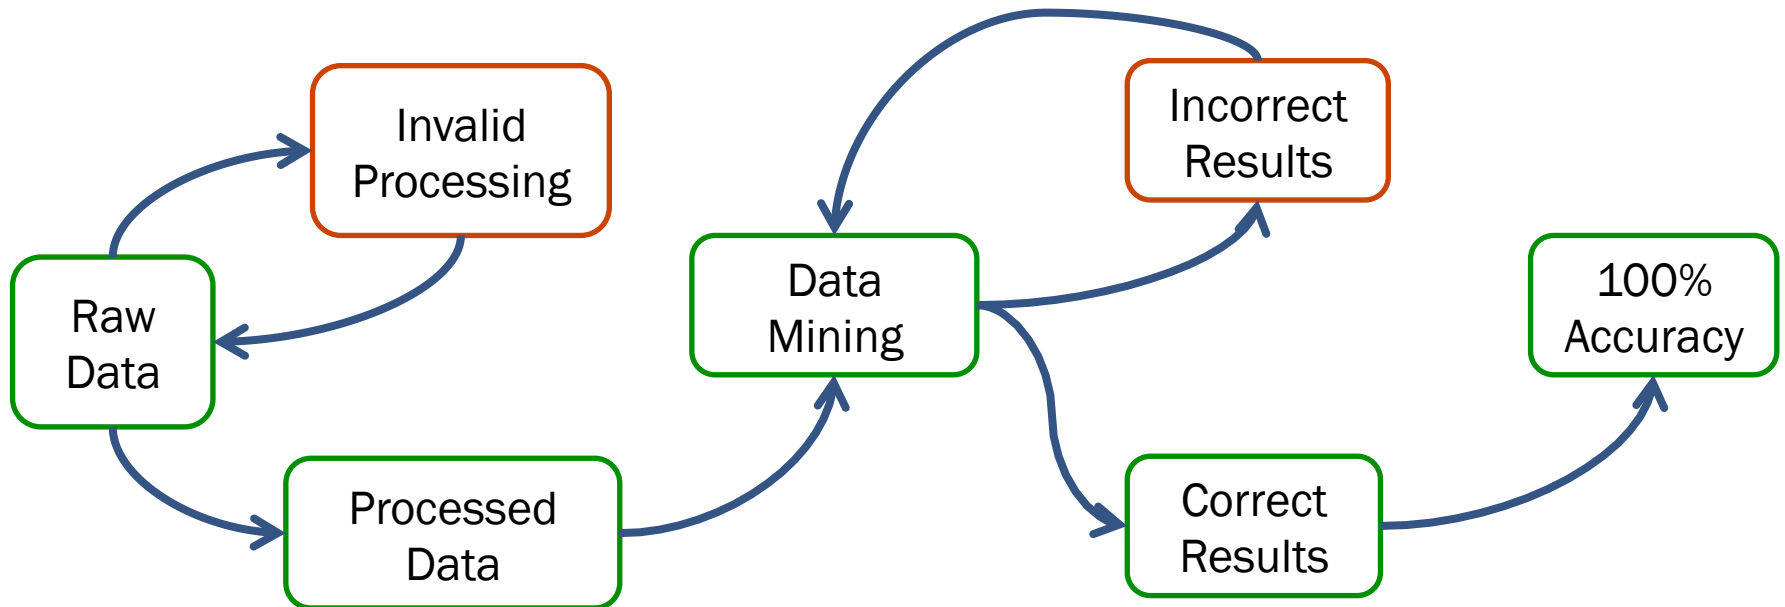 Invalid
Processing
Raw
Data
Processed
Data
Data
Mining
Incorrect
Results
Correct
Results
100%
Accuracy